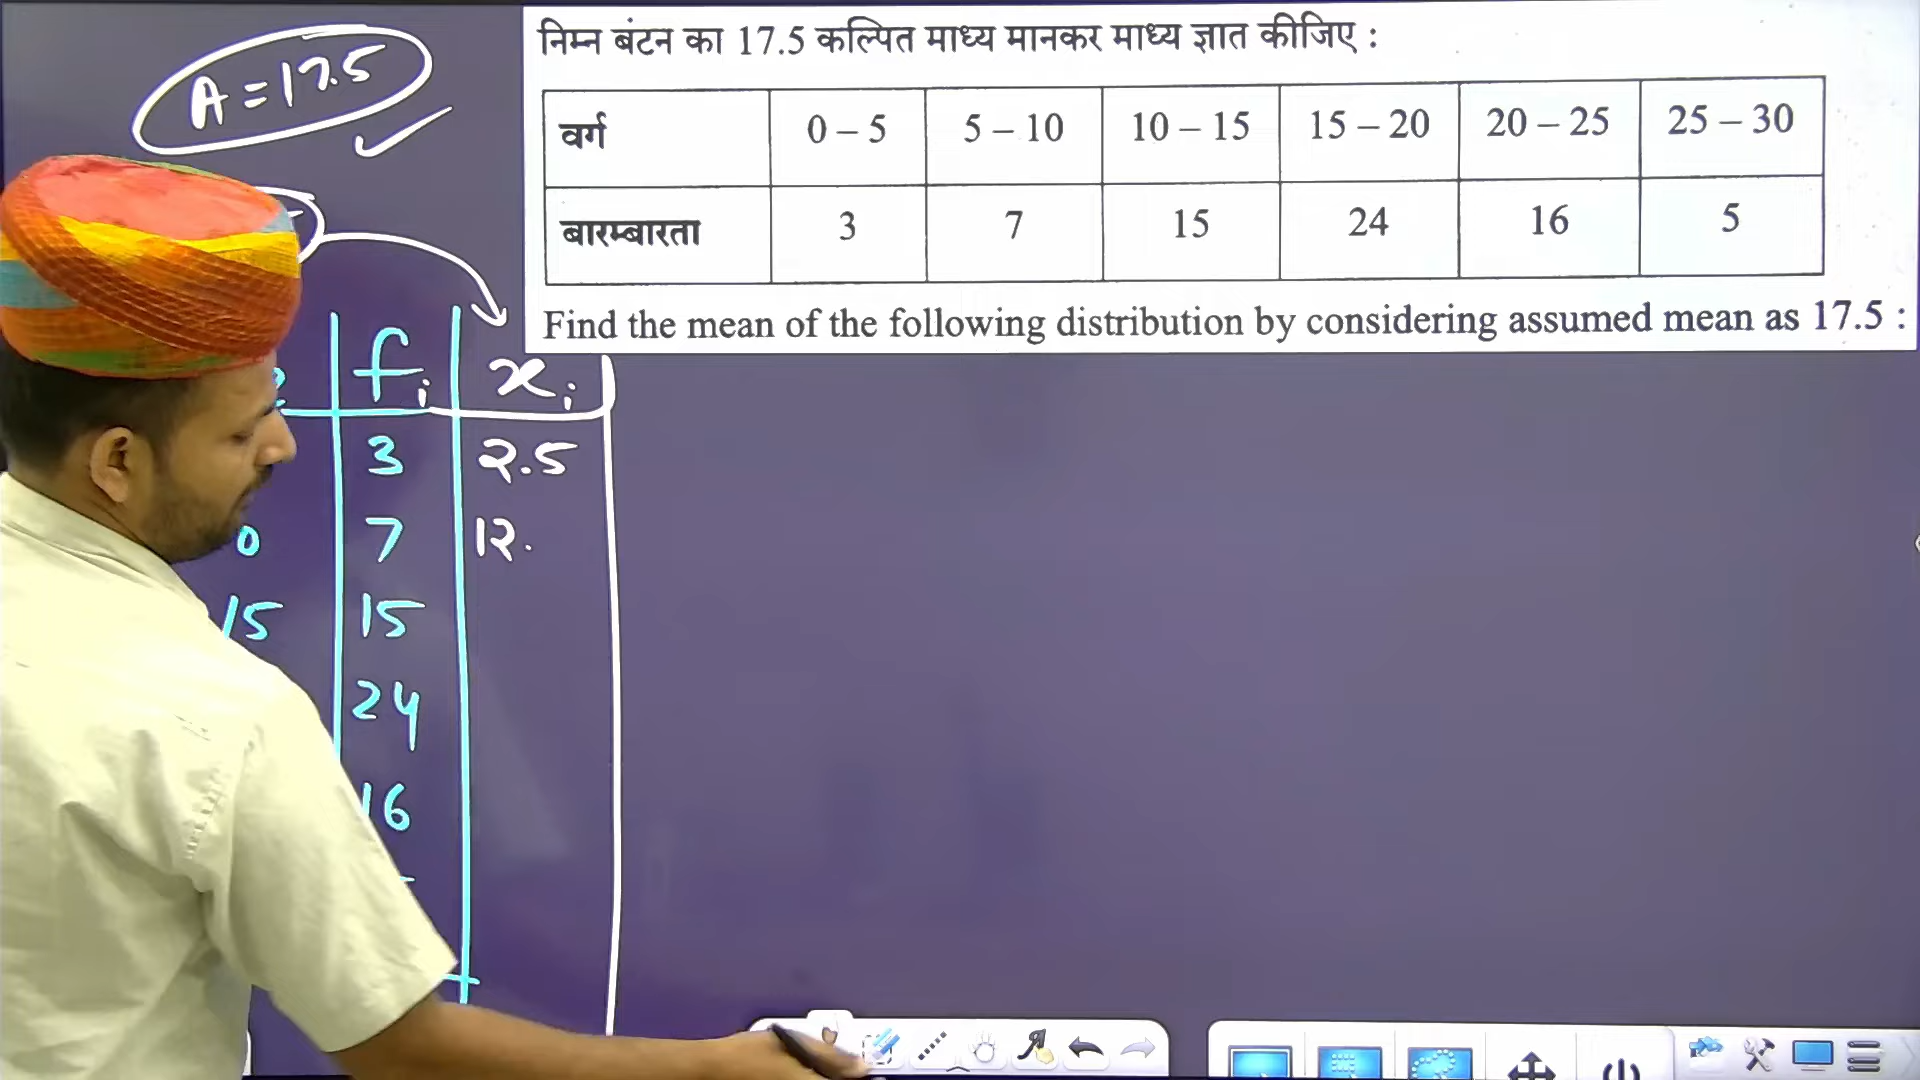 A = 17.5
निम्न बंटन का 17.5 कल्पित माध्य मानकर माध्य ज्ञात कीजिए :
वर्ग 0 – 5 5 – 10 10 – 15 15 – 20 20 – 25 25 – 30
बारम्बारता 3 7 15 24 16 5
Find the mean of the following distribution by considering assumed mean as 17.5 :
fi xi
3 2.5
0 7 12.
15 15
24
16